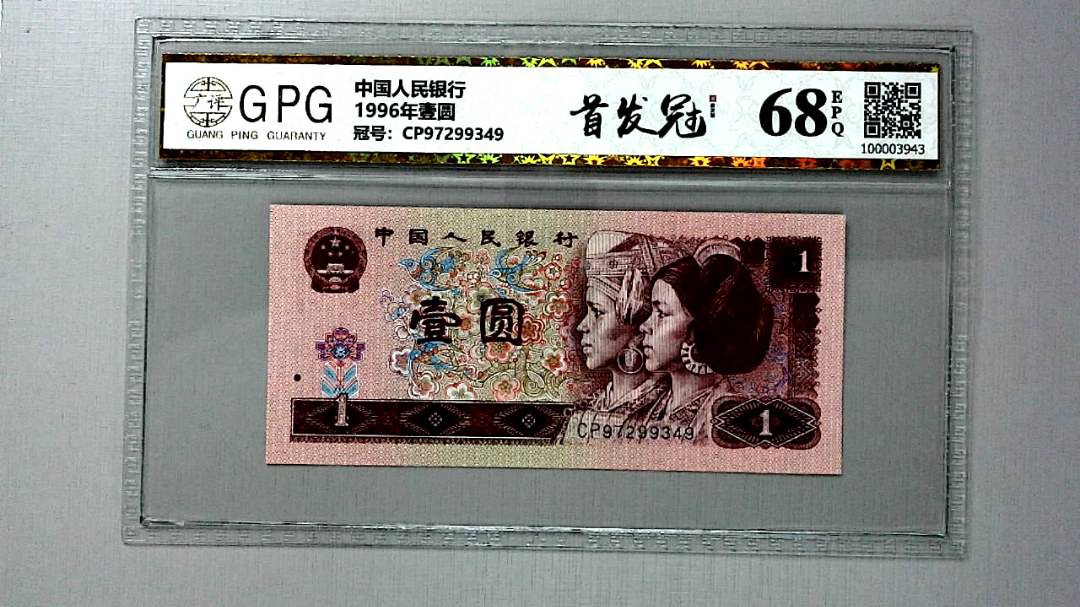 广评
GPG
GUANG PING GUARANTY
中国人民银行
1996年壹圆
冠号：CP97299349
首发冠
68
EPQ
100003943
中国人民银行
壹圆
1
1
CP97299349
1